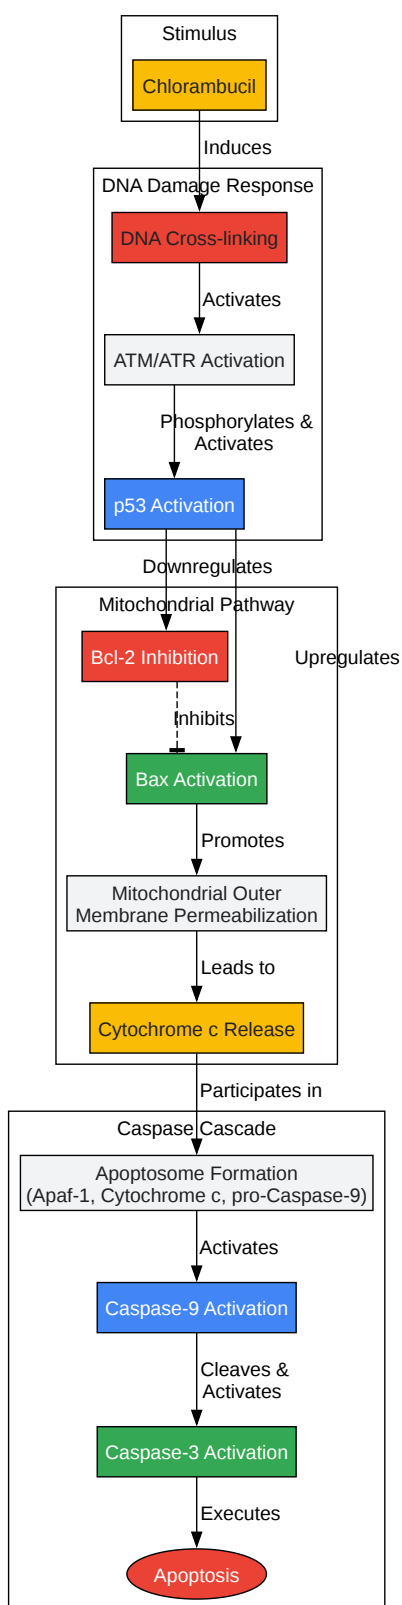 Stimulus
Chlorambucil
Induces
DNA Damage Response
DNA Cross-linking
Activates
ATM/ATR Activation
Phosphorylates &
Activates
p53 Activation
Downregulates
Mitochondrial Pathway
Bcl-2 Inhibition
Upregulates
Inhibits
Bax Activation
Promotes
Mitochondrial Outer
Membrane Permeabilization
Leads to
Cytochrome c Release
Participates in
Caspase Cascade
Apoptosome Formation
(Apaf-1, Cytochrome c, pro-Caspase-9)
Activates
Caspase-9 Activation
Cleaves &
Activates
Caspase-3 Activation
Executes
Apoptosis